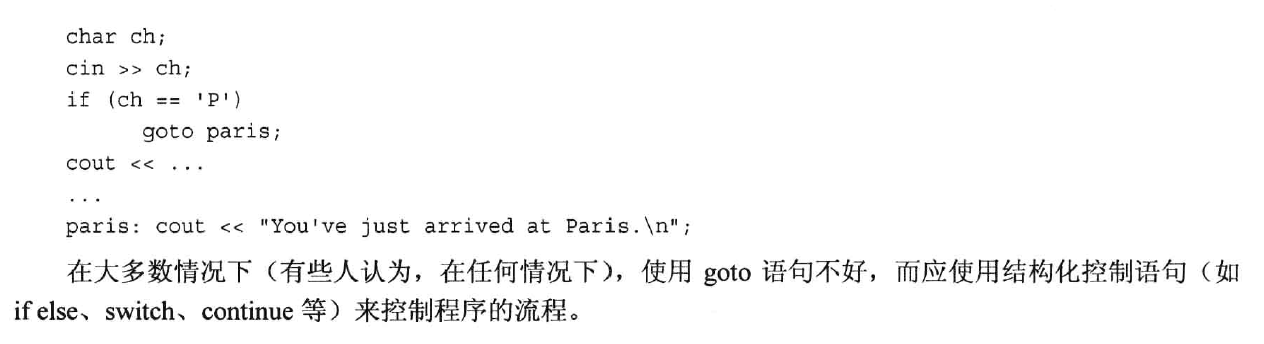 char ch;
cin >> ch;
if (ch == 'P')
goto paris;
cout << ...
...
paris: cout << "You've just arrived at Paris.\n";
在大多数情况下（有些人认为，在任何情况下），使用 goto 语句不好，而应使用结构化控制语句（如
if else、switch、continue 等）来控制程序的流程。